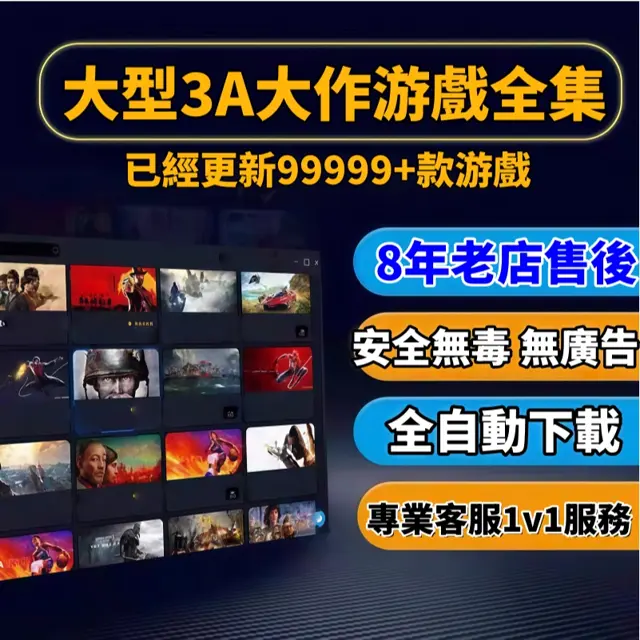 大型3A大作游戲全集
已經更新99999+款游戲
8年老店售後
安全無毒 無廣告
全自動下載
專業客服1v1服務